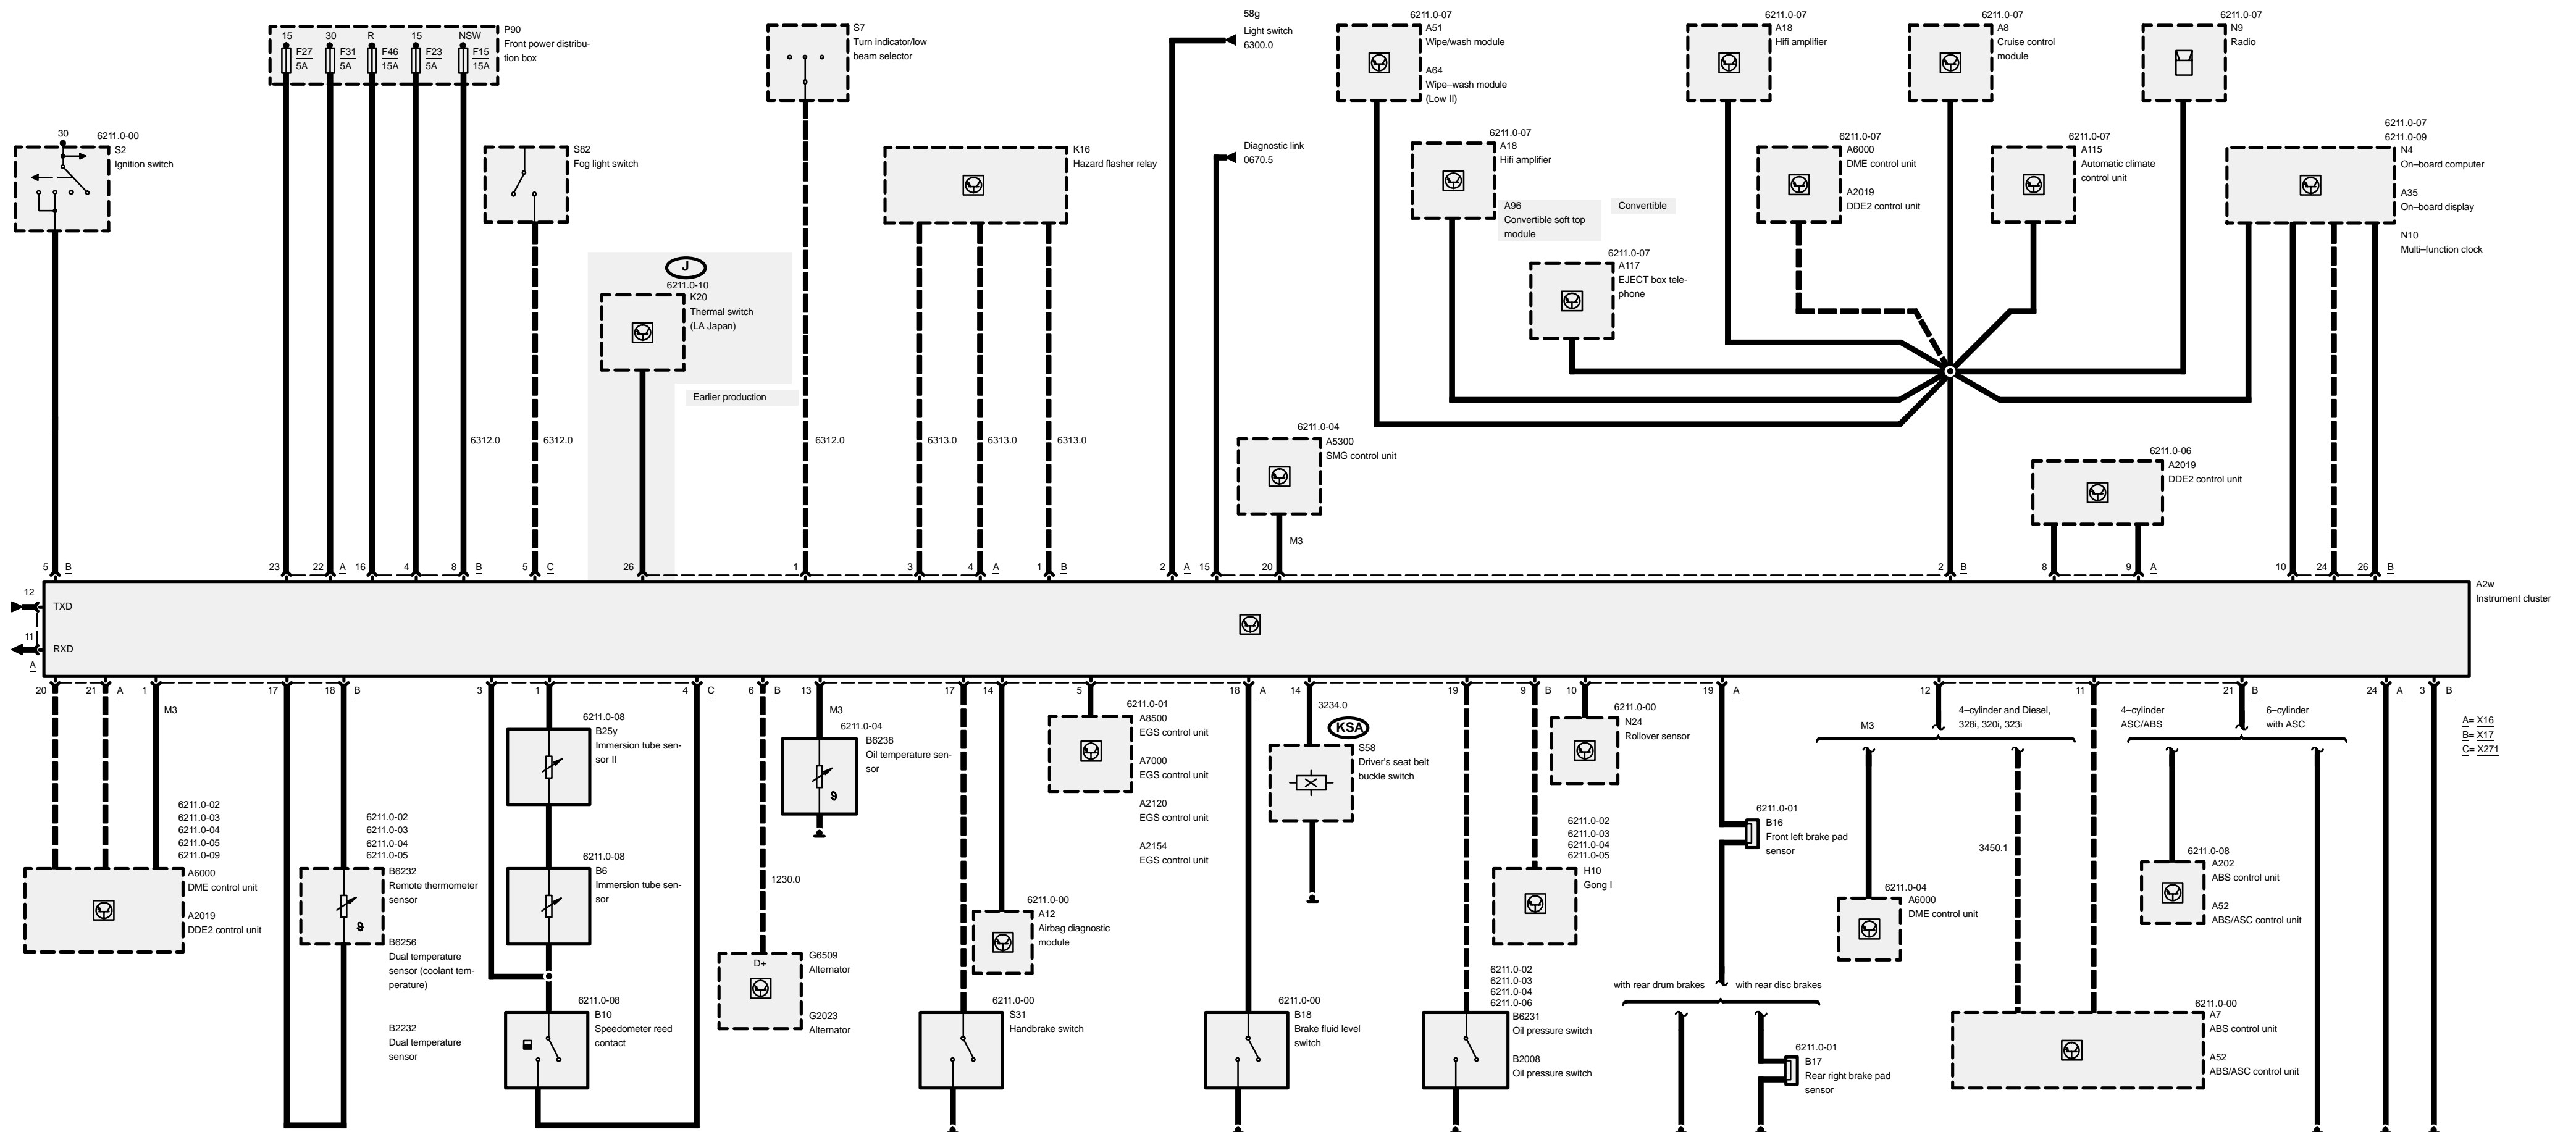 15 30 R 15 NSW
F27 F31 F46 F23 F15
5A 5A 15A 5A 15A
P90
Front power distribu-
tion box
S7
Turn indicator/low
beam selector
58g
Light switch
6300.0
6211.0-07
A51
Wipe/wash module
A64
Wipe–wash module
(Low II)
6211.0-07
A18
Hifi amplifier
6211.0-07
A8
Cruise control
module
6211.0-07
N9
Radio
30
6211.0-00
S2
Ignition switch
S82
Fog light switch
K16
Hazard flasher relay
Diagnostic link
0670.5
6211.0-07
A18
Hifi amplifier
A96
Convertible soft top
module
Convertible
6211.0-07
A6000
DME control unit
A2019
DDE2 control unit
6211.0-07
A115
Automatic climate
control unit
6211.0-07
6211.0-09
N4
On–board computer
A35
On–board display
N10
Multi–function clock
J
6211.0-10
K20
Thermal switch
(LA Japan)
Earlier production
6211.0-07
A117
EJECT box tele-
phone
6312.0 6312.0 6312.0 6313.0 6313.0 6313.0
6211.0-04
A5300
SMG control unit
M3
6211.0-06
A2019
DDE2 control unit
5 B 23 22 A 16 4 8 B 5 C 26 1 3 4 A 1 B 2 A 15 20 2 B 8 9 A 10 24 26 B
12 TXD
11 RXD
A
A2w
Instrument cluster
20 21 A 1 17 18 B 3 1 4 C 6 B 13 17 14 5 18 A 14 19 9 B 10 19 A 12 11 21 B 24 A 3 B
A= X16
B= X17
C= X271
M3
6211.0-02
6211.0-03
6211.0-04
6211.0-05
6211.0-09
A6000
DME control unit
A2019
DDE2 control unit
6211.0-02
6211.0-03
6211.0-04
6211.0-05
B6232
Remote thermometer
sensor
B6256
Dual temperature
sensor (coolant tem-
perature)
B2232
Dual temperature
sensor
6211.0-08
B25y
Immersion tube sen-
sor II
6211.0-08
B6
Immersion tube sen-
sor
6211.0-08
B10
Speedometer reed
contact
1230.0
D+
G6509
Alternator
G2023
Alternator
M3
6211.0-04
B6238
Oil temperature sen-
sor
6211.0-00
A12
Airbag diagnostic
module
6211.0-00
S31
Handbrake switch
6211.0-01
A8500
EGS control unit
A7000
EGS control unit
A2120
EGS control unit
A2154
EGS control unit
6211.0-00
B18
Brake fluid level
switch
3234.0
KSA
S58
Driver's seat belt
buckle switch
6211.0-02
6211.0-03
6211.0-04
6211.0-06
B6231
Oil pressure switch
B2008
Oil pressure switch
6211.0-02
6211.0-03
6211.0-04
6211.0-05
H10
Gong I
6211.0-00
N24
Rollover sensor
6211.0-01
B16
Front left brake pad
sensor
with rear drum brakes with rear disc brakes
6211.0-01
B17
Rear right brake pad
sensor
M3
4–cylinder and Diesel,
328i, 320i, 323i
6211.0-04
A6000
DME control unit
3450.1
4–cylinder
ASC/ABS
6–cylinder
with ASC
6211.0-08
A202
ABS control unit
A52
ABS/ASC control unit
6211.0-00
A7
ABS control unit
A52
ABS/ASC control unit